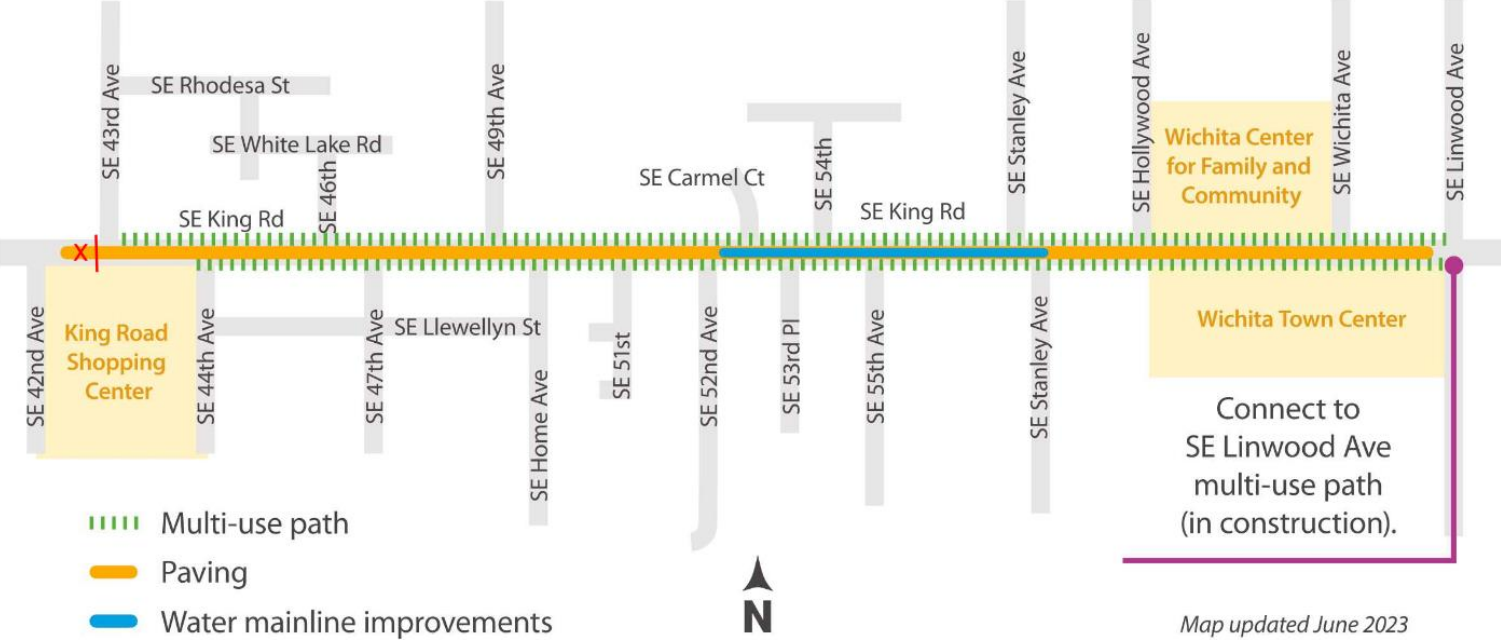 SE 43rd Ave
SE Rhodesa St
SE White Lake Rd
SE 46th
SE King Rd
SE 49th Ave
SE Carmel Ct
SE 54th
SE King Rd
SE Stanley Ave
SE Hollywood Ave
Wichita Center
for Family and
Community
SE Wichita Ave
SE Linwood Ave
X
SE 42nd Ave
King Road
Shopping
Center
SE 44th Ave
SE 47th Ave
SE Llewellyn St
SE Home Ave
SE 51st
SE 52nd Ave
SE 53rd Pl
SE 55th Ave
SE Stanley Ave
Wichita Town Center
Connect to
SE Linwood Ave
multi-use path
(in construction).
Multi-use path
Paving
Water mainline improvements
N
Map updated June 2023